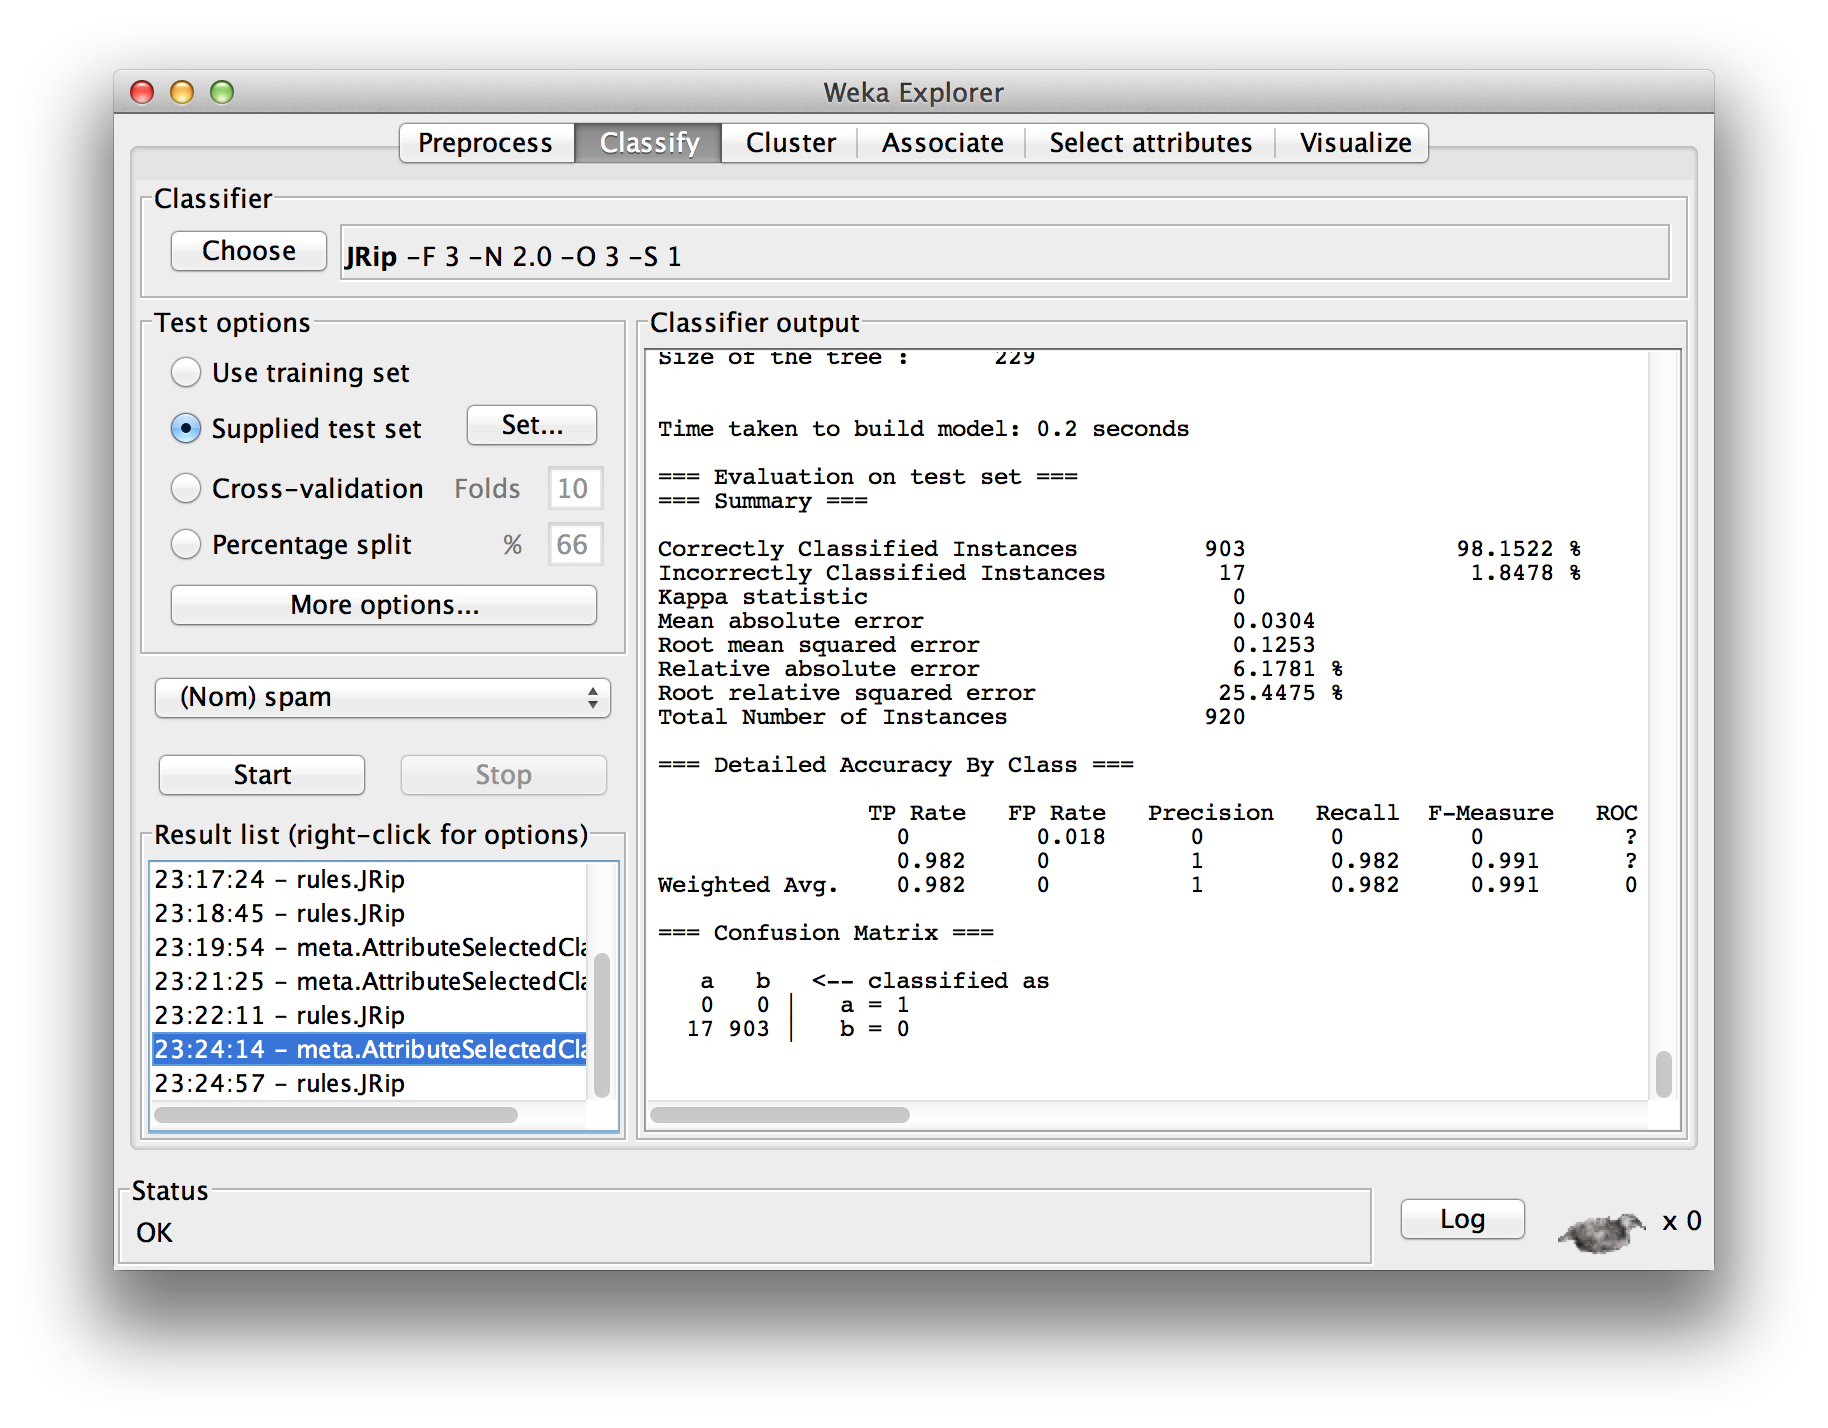 Weka Explorer
Preprocess Classify Cluster Associate Select attributes Visualize
Classifier
Choose JRip -F 3 -N 2.0 -O 3 -S 1
Test options
Use training set
Supplied test set Set...
Cross-validation Folds 10
Percentage split % 66
More options...
(Nom) spam
Start Stop
Result list (right-click for options)
23:17:24 - rules.JRip
23:18:45 - rules.JRip
23:19:54 - meta.AttributeSelectedCla
23:21:25 - meta.AttributeSelectedCla
23:22:11 - rules.JRip
23:24:14 - meta.AttributeSelectedCla
23:24:57 - rules.JRip
Classifier output
Size of the tree : 229
Time taken to build model: 0.2 seconds
=== Evaluation on test set ===
=== Summary ===
Correctly Classified Instances 903 98.1522 %
Incorrectly Classified Instances 17 1.8478 %
Kappa statistic 0
Mean absolute error 0.0304
Root mean squared error 0.1253
Relative absolute error 6.1781 %
Root relative squared error 25.4475 %
Total Number of Instances 920
=== Detailed Accuracy By Class ===
TP Rate FP Rate Precision Recall F-Measure ROC
0 0.018 0 0 0 ?
0.982 0 1 0.982 0.991 ?
Weighted Avg. 0.982 0 1 0.982 0.991 0
=== Confusion Matrix ===
a b <-- classified as
0 0 | a = 1
17 903 | b = 0
Status
OK
Log x 0